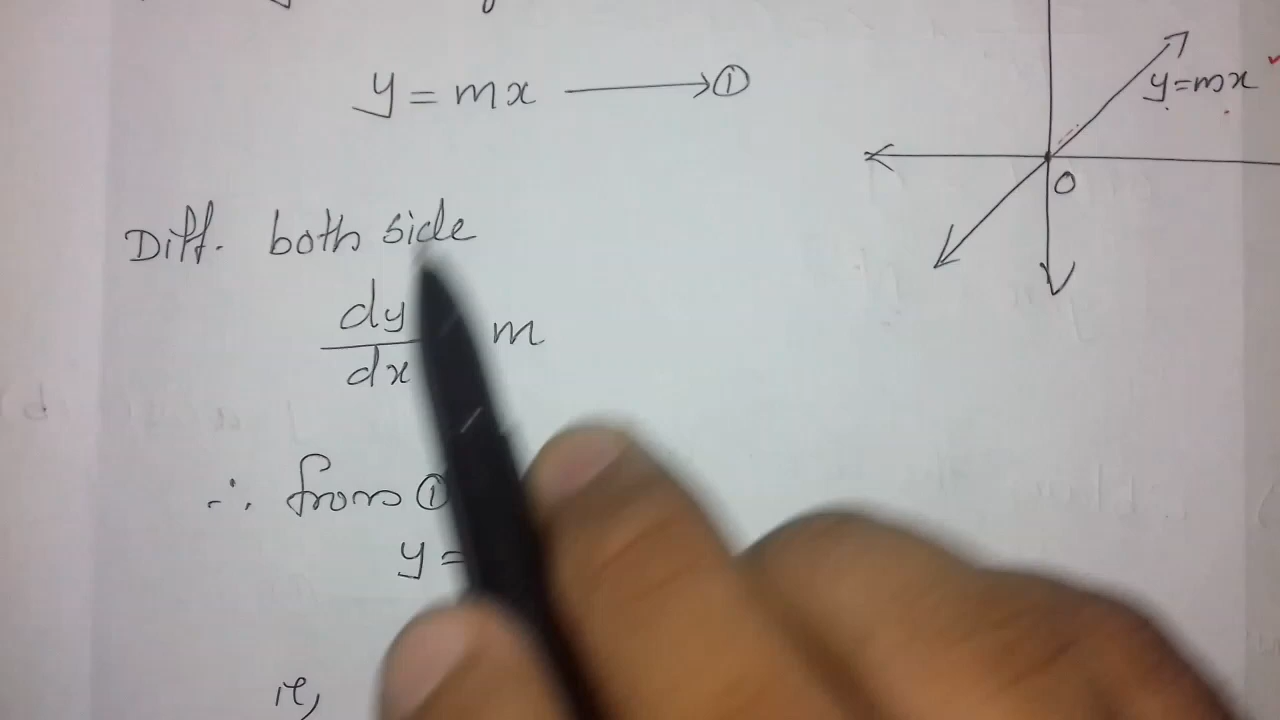 y = mx ⟶ ①
y=mx
O
Diff. both side
dy
dx
m
∴ from ①
y =
ie,